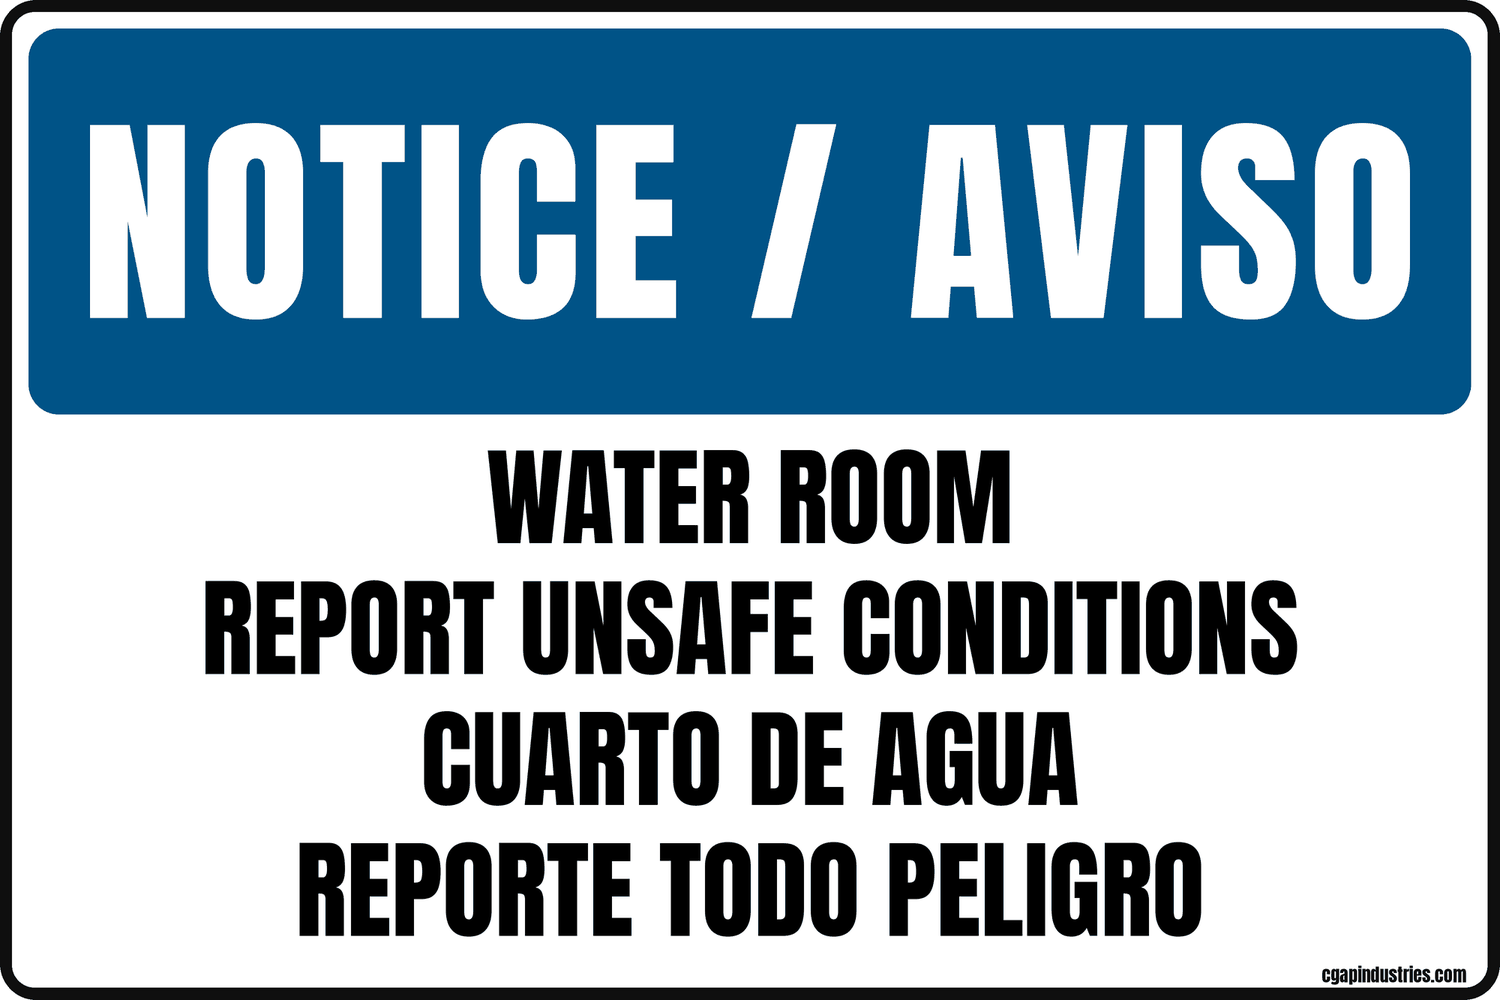 NOTICE / AVISO
WATER ROOM
REPORT UNSAFE CONDITIONS
CUARTO DE AGUA
REPORTE TODO PELIGRO
cgapindustries.com